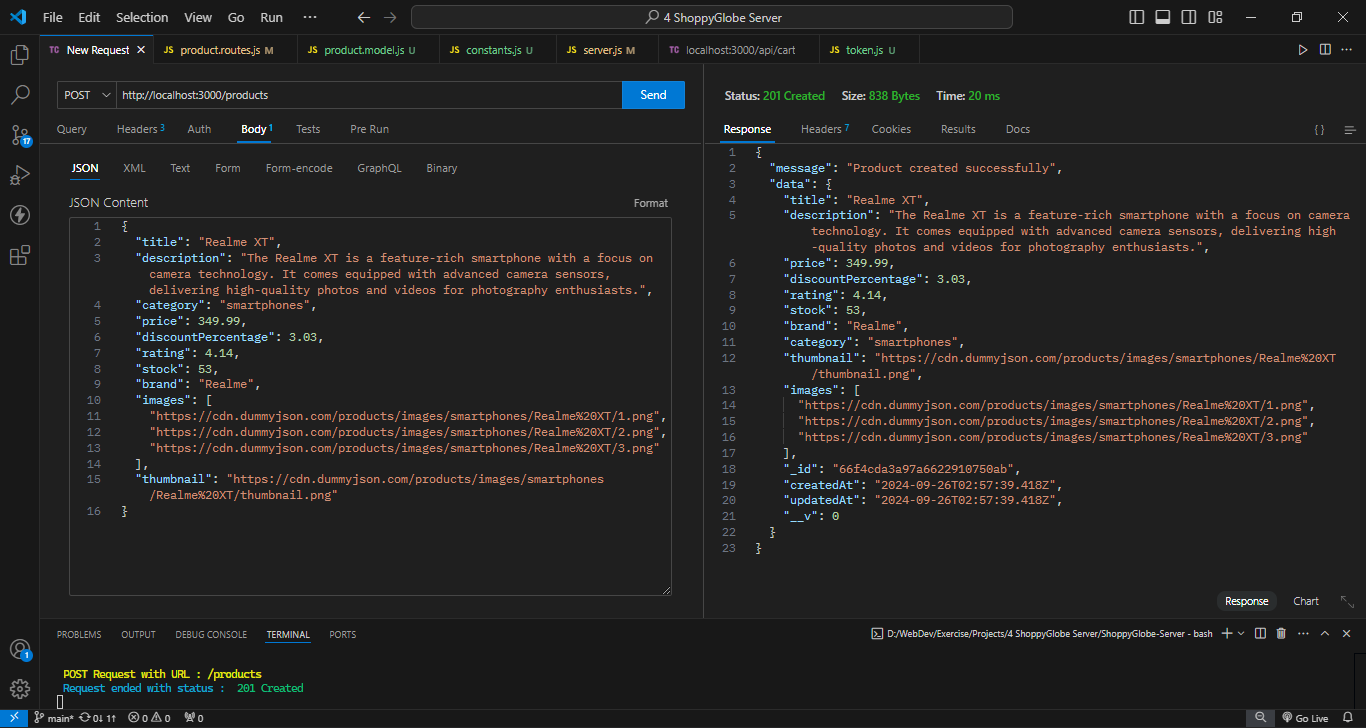 File Edit Selection View Go Run ··· 4 ShoppyGlobe Server
TC New Request JS product.routes.js M JS product.model.js U JS constants.js U JS server.js M TC localhost:3000/api/cart JS token.js U
POST http://localhost:3000/products Send
Query Headers 3 Auth Body 1 Tests Pre Run
JSON XML Text Form Form-encode GraphQL Binary
JSON Content Format
1 {
2 "title": "Realme XT",
3 "description": "The Realme XT is a feature-rich smartphone with a focus on
camera technology. It comes equipped with advanced camera sensors,
delivering high-quality photos and videos for photography enthusiasts.",
4 "category": "smartphones",
5 "price": 349.99,
6 "discountPercentage": 3.03,
7 "rating": 4.14,
8 "stock": 53,
9 "brand": "Realme",
10 "images": [
11 "https://cdn.dummyjson.com/products/images/smartphones/Realme%20XT/1.png",
12 "https://cdn.dummyjson.com/products/images/smartphones/Realme%20XT/2.png",
13 "https://cdn.dummyjson.com/products/images/smartphones/Realme%20XT/3.png"
14 ],
15 "thumbnail": "https://cdn.dummyjson.com/products/images/smartphones
/Realme%20XT/thumbnail.png"
16 }
Status: 201 Created Size: 838 Bytes Time: 20 ms
Response Headers 7 Cookies Results Docs { }
1 {
2 "message": "Product created successfully",
3 "data": {
4 "title": "Realme XT",
5 "description": "The Realme XT is a feature-rich smartphone with a focus on camera
technology. It comes equipped with advanced camera sensors, delivering high
-quality photos and videos for photography enthusiasts.",
6 "price": 349.99,
7 "discountPercentage": 3.03,
8 "rating": 4.14,
9 "stock": 53,
10 "brand": "Realme",
11 "category": "smartphones",
12 "thumbnail": "https://cdn.dummyjson.com/products/images/smartphones/Realme%20XT
/thumbnail.png",
13 "images": [
14 "https://cdn.dummyjson.com/products/images/smartphones/Realme%20XT/1.png",
15 "https://cdn.dummyjson.com/products/images/smartphones/Realme%20XT/2.png",
16 "https://cdn.dummyjson.com/products/images/smartphones/Realme%20XT/3.png"
17 ],
18 "_id": "66f4cda3a97a6622910750ab",
19 "createdAt": "2024-09-26T02:57:39.418Z",
20 "updatedAt": "2024-09-26T02:57:39.418Z",
21 "__v": 0
22 }
23 }
Response Chart
17
1
PROBLEMS OUTPUT DEBUG CONSOLE TERMINAL PORTS D:/WebDev/Exercise/Projects/4 ShoppyGlobe Server/ShoppyGlobe-Server - bash
POST Request with URL : /products
Request ended with status : 201 Created
main* 0↓ 1↑ 0 0 0 Go Live